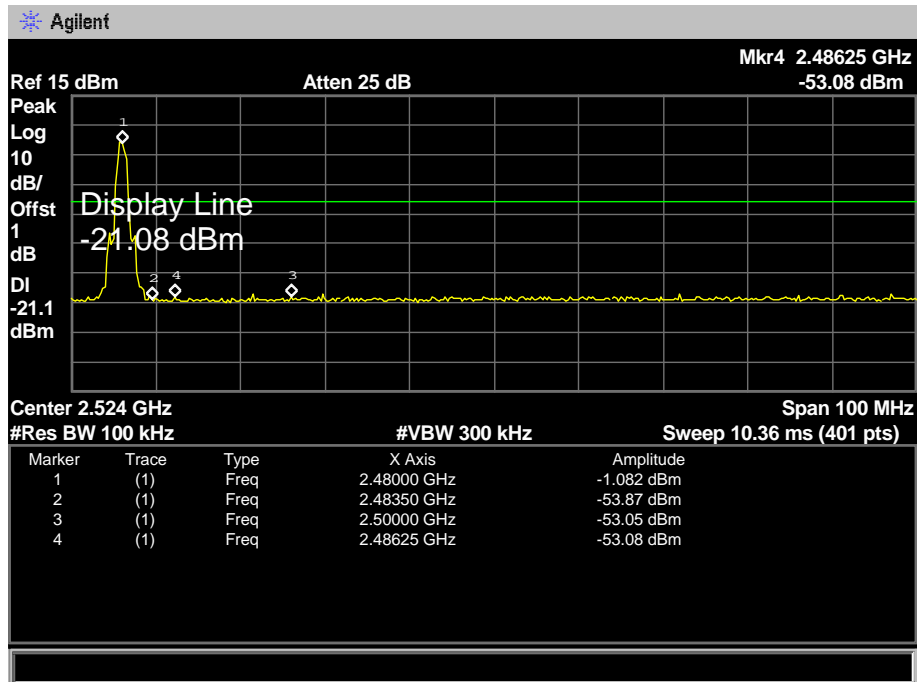 Agilent
Mkr4 2.48625 GHz
Ref 15 dBm Atten 25 dB -53.08 dBm
Peak
Log
10
dB/
Offst
1
dB
DI
-21.1
dBm
1
Display Line
-21.08 dBm
2 4 3
Center 2.524 GHz Span 100 MHz
#Res BW 100 kHz #VBW 300 kHz Sweep 10.36 ms (401 pts)
Marker Trace Type X Axis Amplitude
1 (1) Freq 2.48000 GHz -1.082 dBm
2 (1) Freq 2.48350 GHz -53.87 dBm
3 (1) Freq 2.50000 GHz -53.05 dBm
4 (1) Freq 2.48625 GHz -53.08 dBm